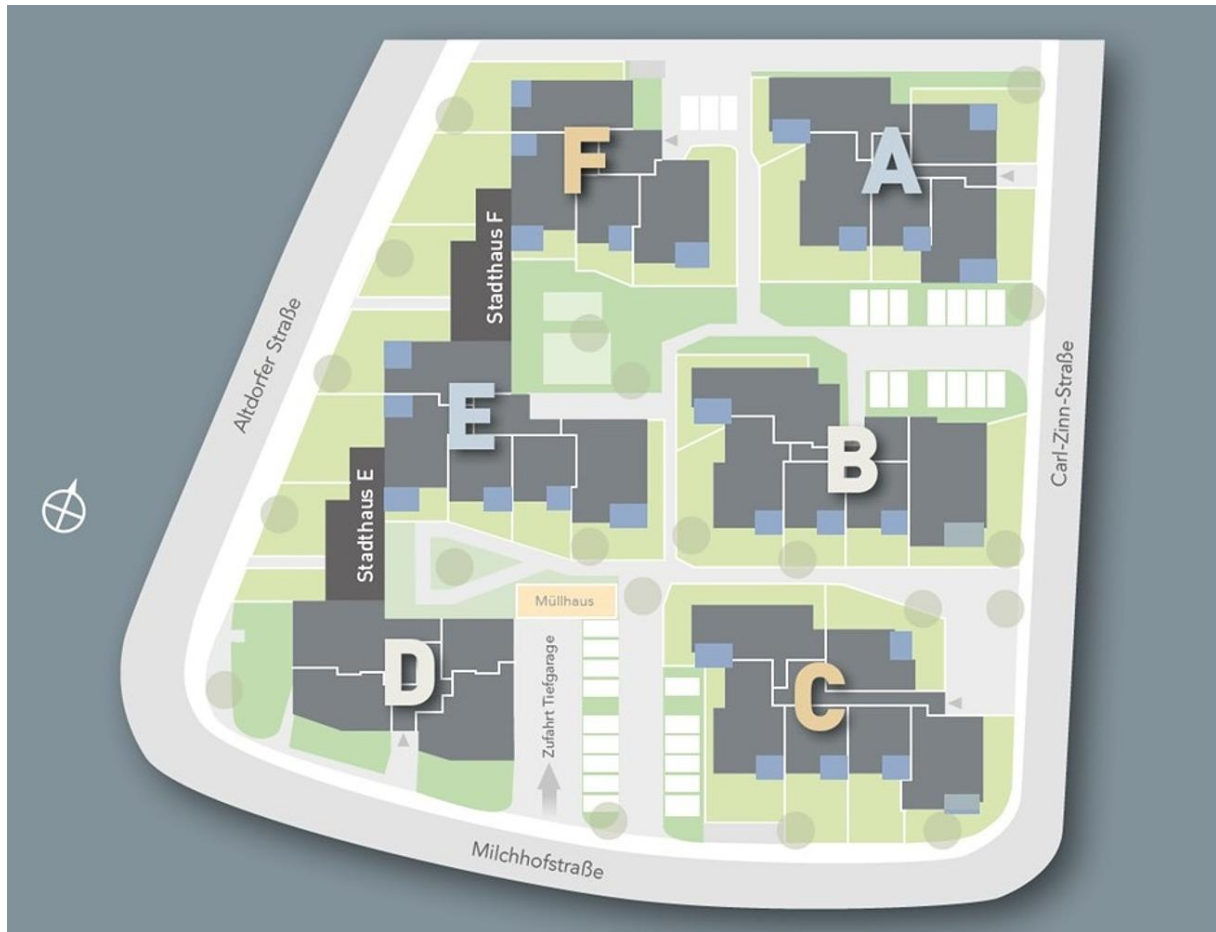 F
A
Stadthaus F
Altdorfer Straße
E
B
Carl-Zinn-Straße
Stadthaus E
Müllhaus
D
Zufahrt Tiefgarage
C
Milchhofstraße